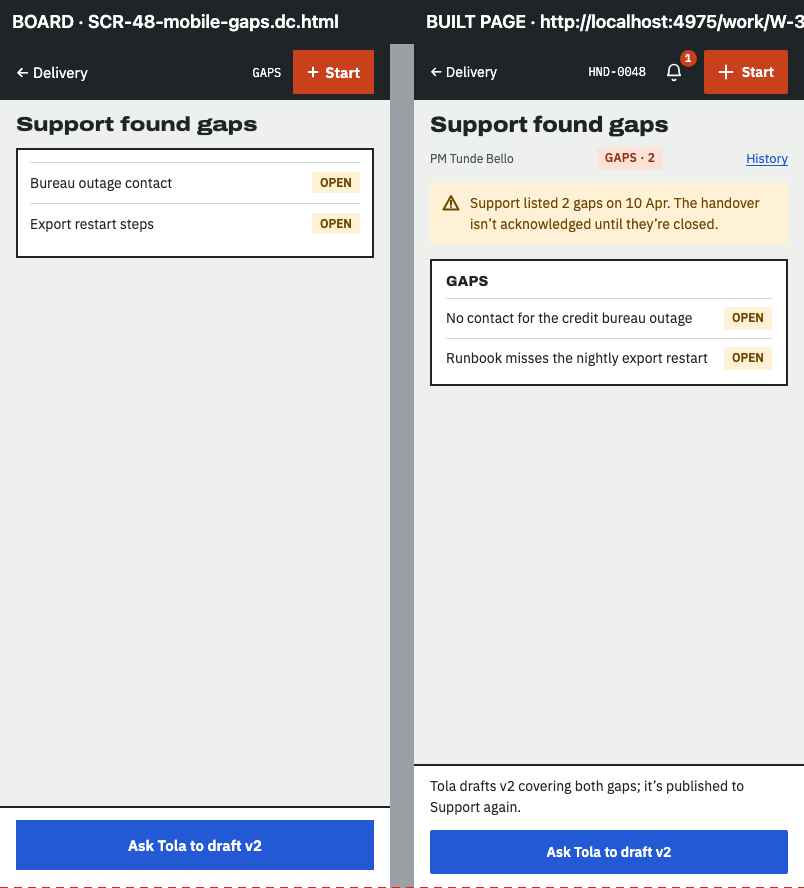 BOARD · SCR-48-mobile-gaps.dc.html
← Delivery
GAPS
+ Start
Support found gaps
Bureau outage contact
OPEN
Export restart steps
OPEN
Ask Tola to draft v2
BUILT PAGE · http://localhost:4975/work/W-3
← Delivery
HND-0048
1
+ Start
Support found gaps
PM Tunde Bello
GAPS · 2
History
Support listed 2 gaps on 10 Apr. The handover
isn’t acknowledged until they’re closed.
GAPS
No contact for the credit bureau outage
OPEN
Runbook misses the nightly export restart
OPEN
Tola drafts v2 covering both gaps; it’s published to
Support again.
Ask Tola to draft v2